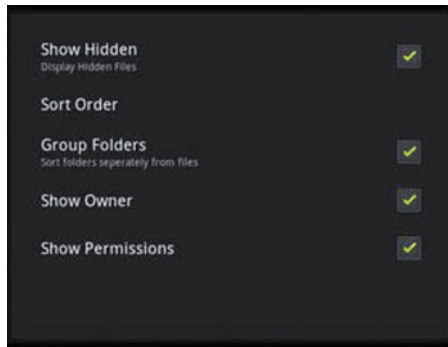 Show Hidden
Display Hidden Files
Sort Order
Group Folders
Sort folders seperately from files
Show Owner
Show Permissions